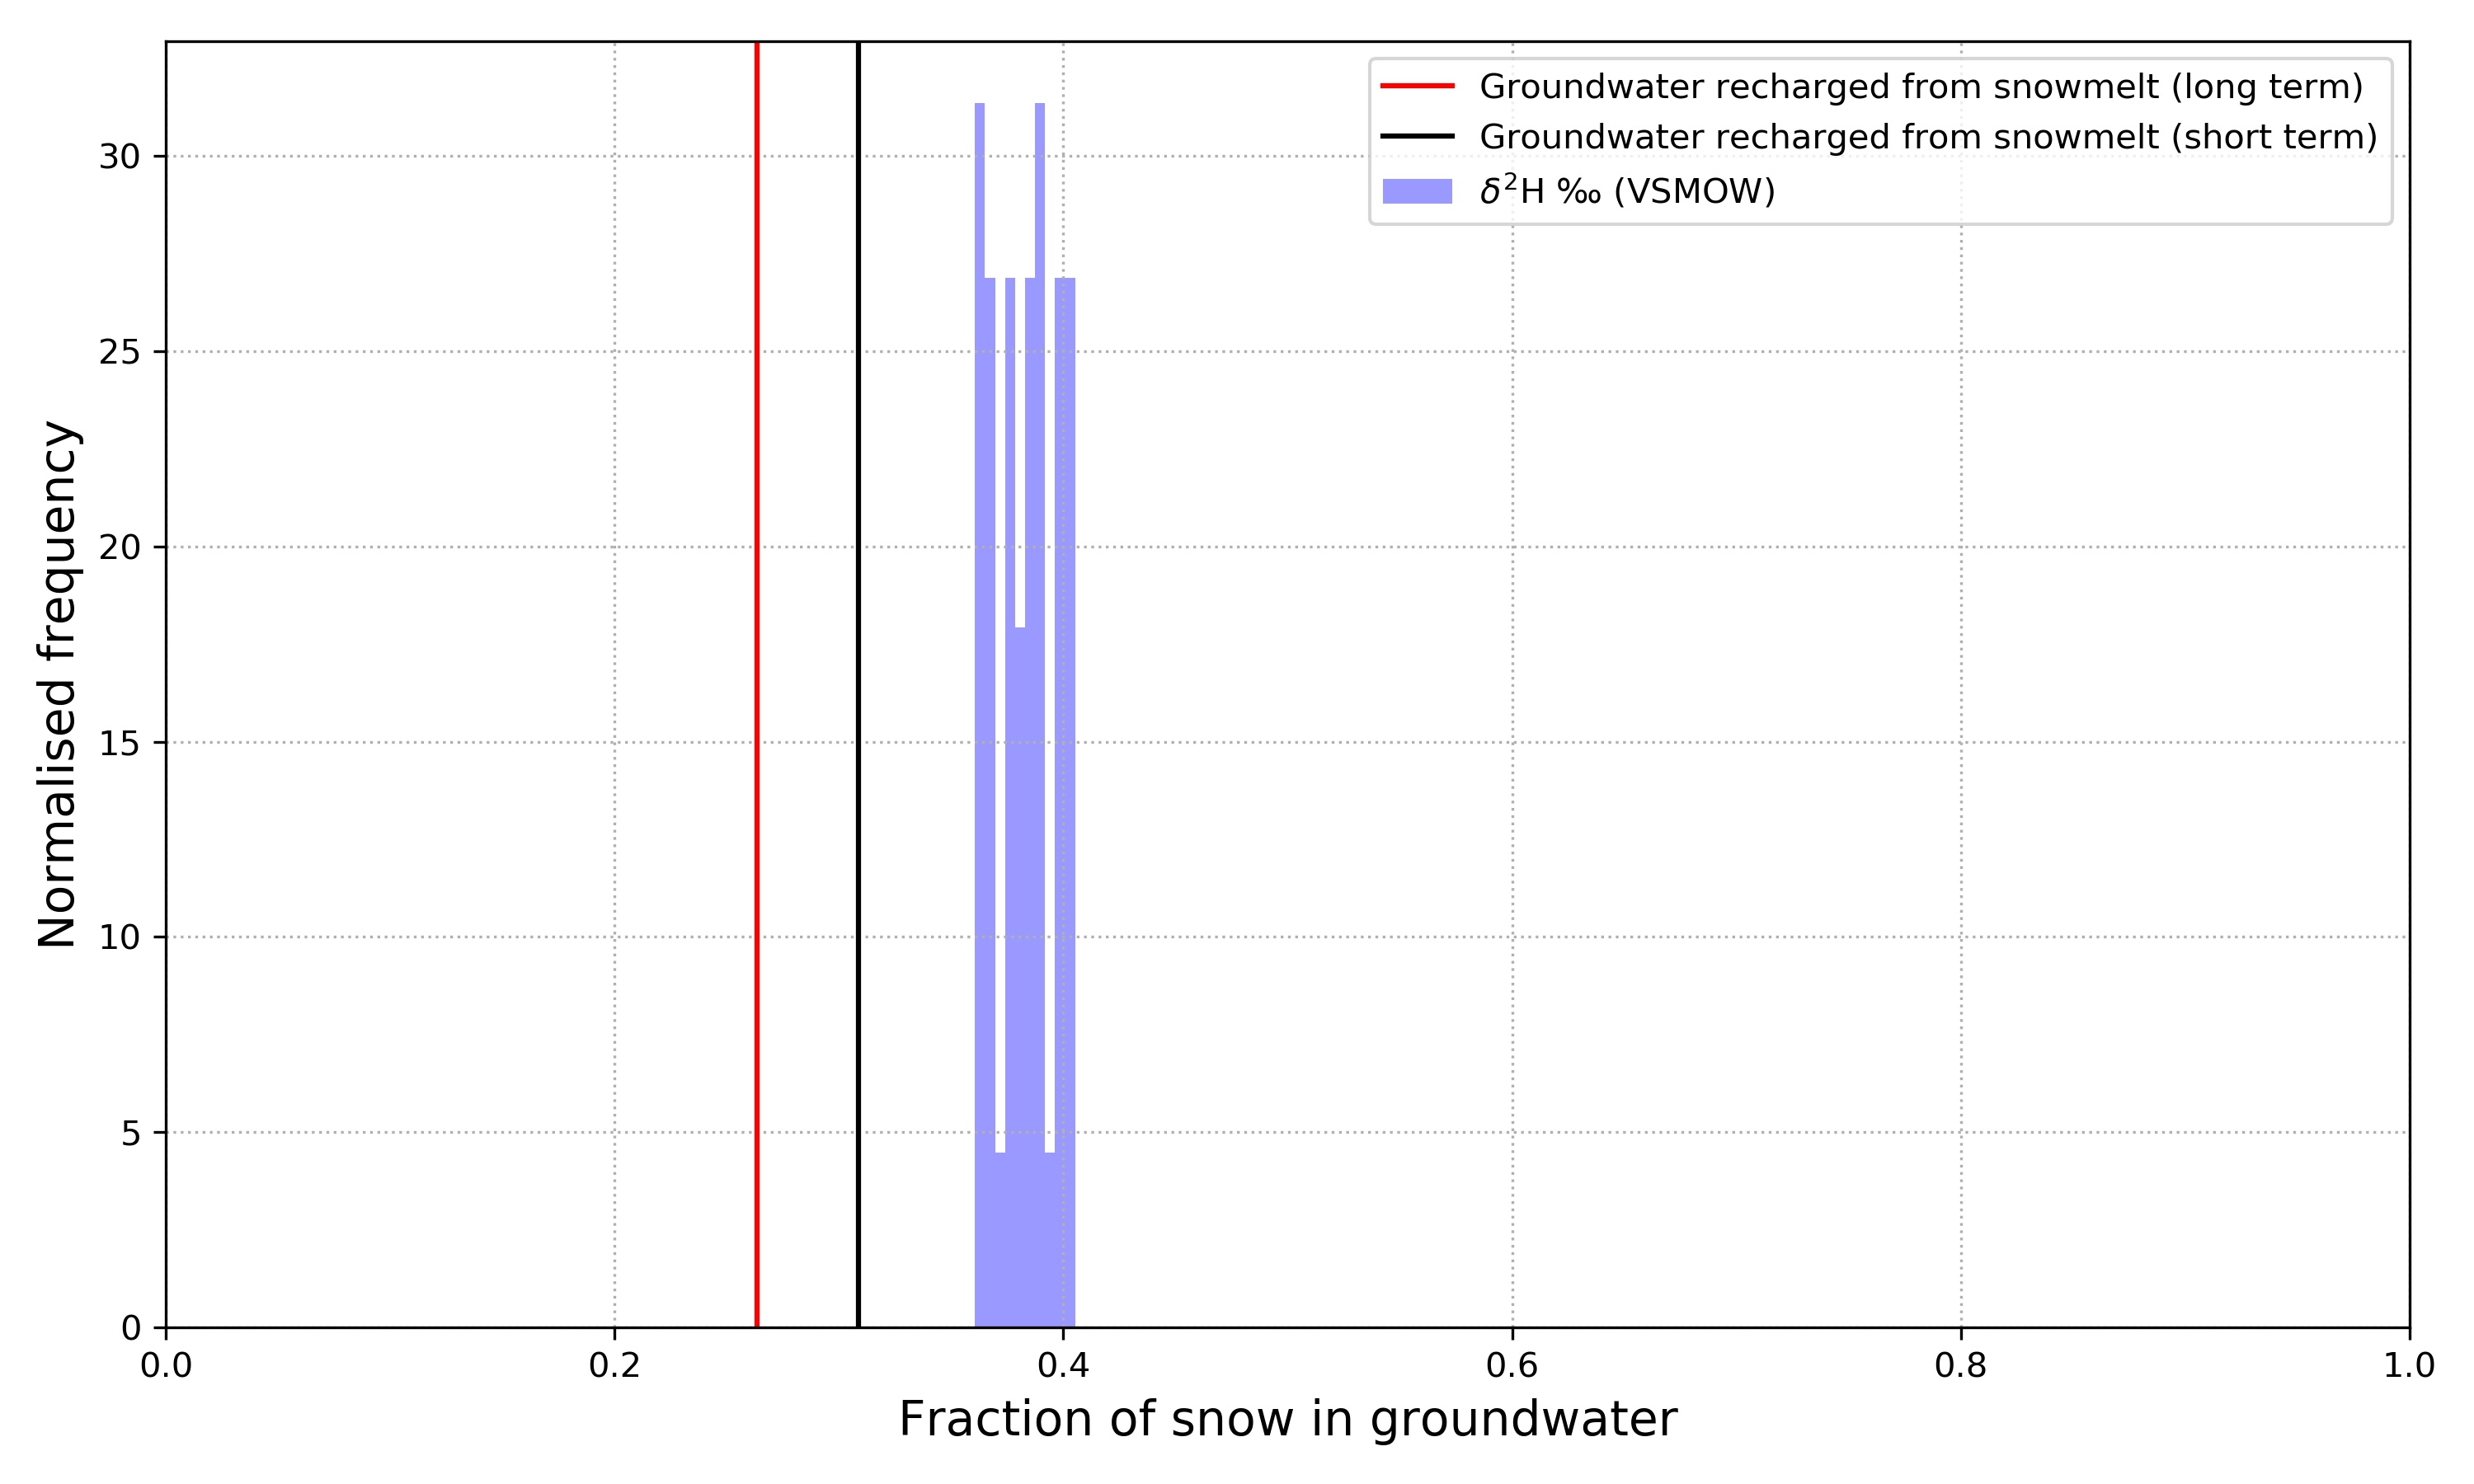 Groundwater recharged from snowmelt (long term)
Groundwater recharged from snowmelt (short term)
δ²H ‰ (VSMOW)
Normalised frequency
30
25
20
15
10
5
0
0.0 0.2 0.4 0.6 0.8 1.0
Fraction of snow in groundwater